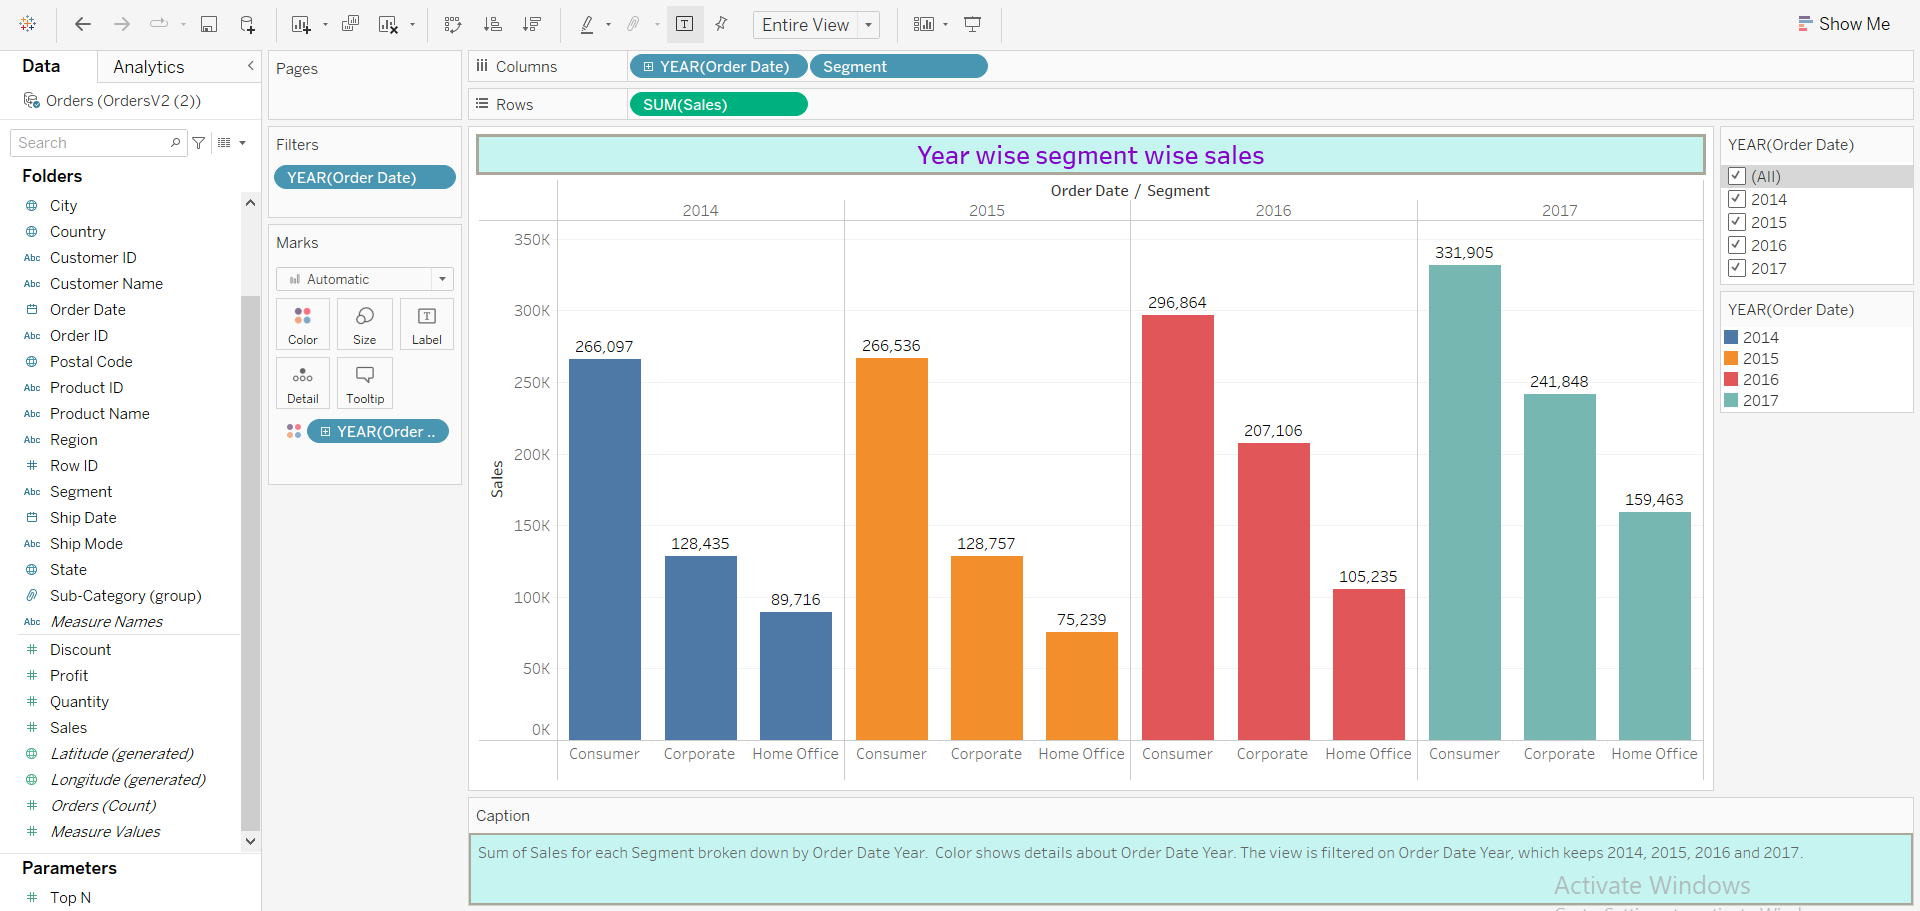 Entire View
Show Me
Data
Analytics
Orders (OrdersV2 (2))
Search
Folders
City
Country
Abc Customer ID
Abc Customer Name
Order Date
Abc Order ID
Postal Code
Abc Product ID
Abc Product Name
Abc Region
# Row ID
Abc Segment
Ship Date
Abc Ship Mode
State
Sub-Category (group)
Abc Measure Names
# Discount
# Profit
# Quantity
# Sales
Latitude (generated)
Longitude (generated)
# Orders (Count)
# Measure Values
Parameters
# Top N
Pages
Filters
YEAR(Order Date)
Marks
Automatic
Color Size Label
Detail Tooltip
YEAR(Order ..
Columns YEAR(Order Date) Segment
Rows SUM(Sales)
Year wise segment wise sales
Order Date / Segment
2014 2015 2016 2017
350K
300K
250K
200K
150K
100K
50K
0K
Sales
266,097 128,435 89,716
266,536 128,757 75,239
296,864 207,106 105,235
331,905 241,848 159,463
Consumer Corporate Home Office Consumer Corporate Home Office Consumer Corporate Home Office Consumer Corporate Home Office
Caption
Sum of Sales for each Segment broken down by Order Date Year. Color shows details about Order Date Year. The view is filtered on Order Date Year, which keeps 2014, 2015, 2016 and 2017.
YEAR(Order Date)
(All)
2014
2015
2016
2017
YEAR(Order Date)
2014
2015
2016
2017
Activate Windows